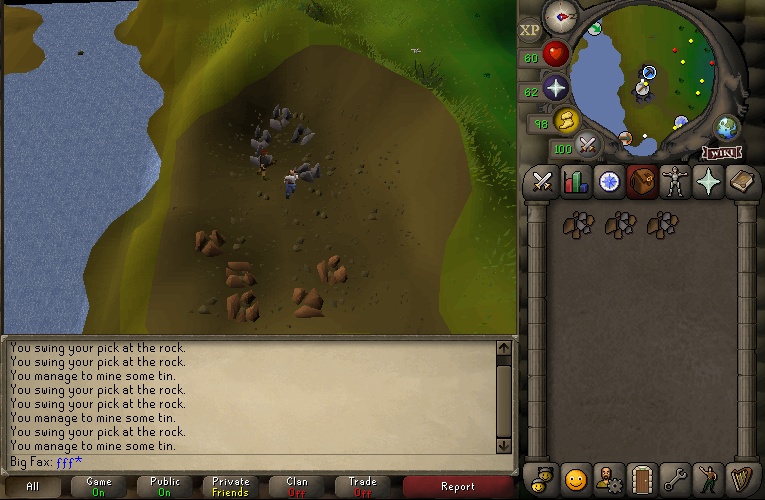 XP
60
62
98
100
WIKI
You swing your pick at the rock.
You swing your pick at the rock.
You manage to mine some tin.
You swing your pick at the rock.
You swing your pick at the rock.
You manage to mine some tin.
You swing your pick at the rock.
You manage to mine some tin.
Big Fax: fff*
All
Game
On
Public
On
Private
Friends
Clan
Off
Trade
Off
Report